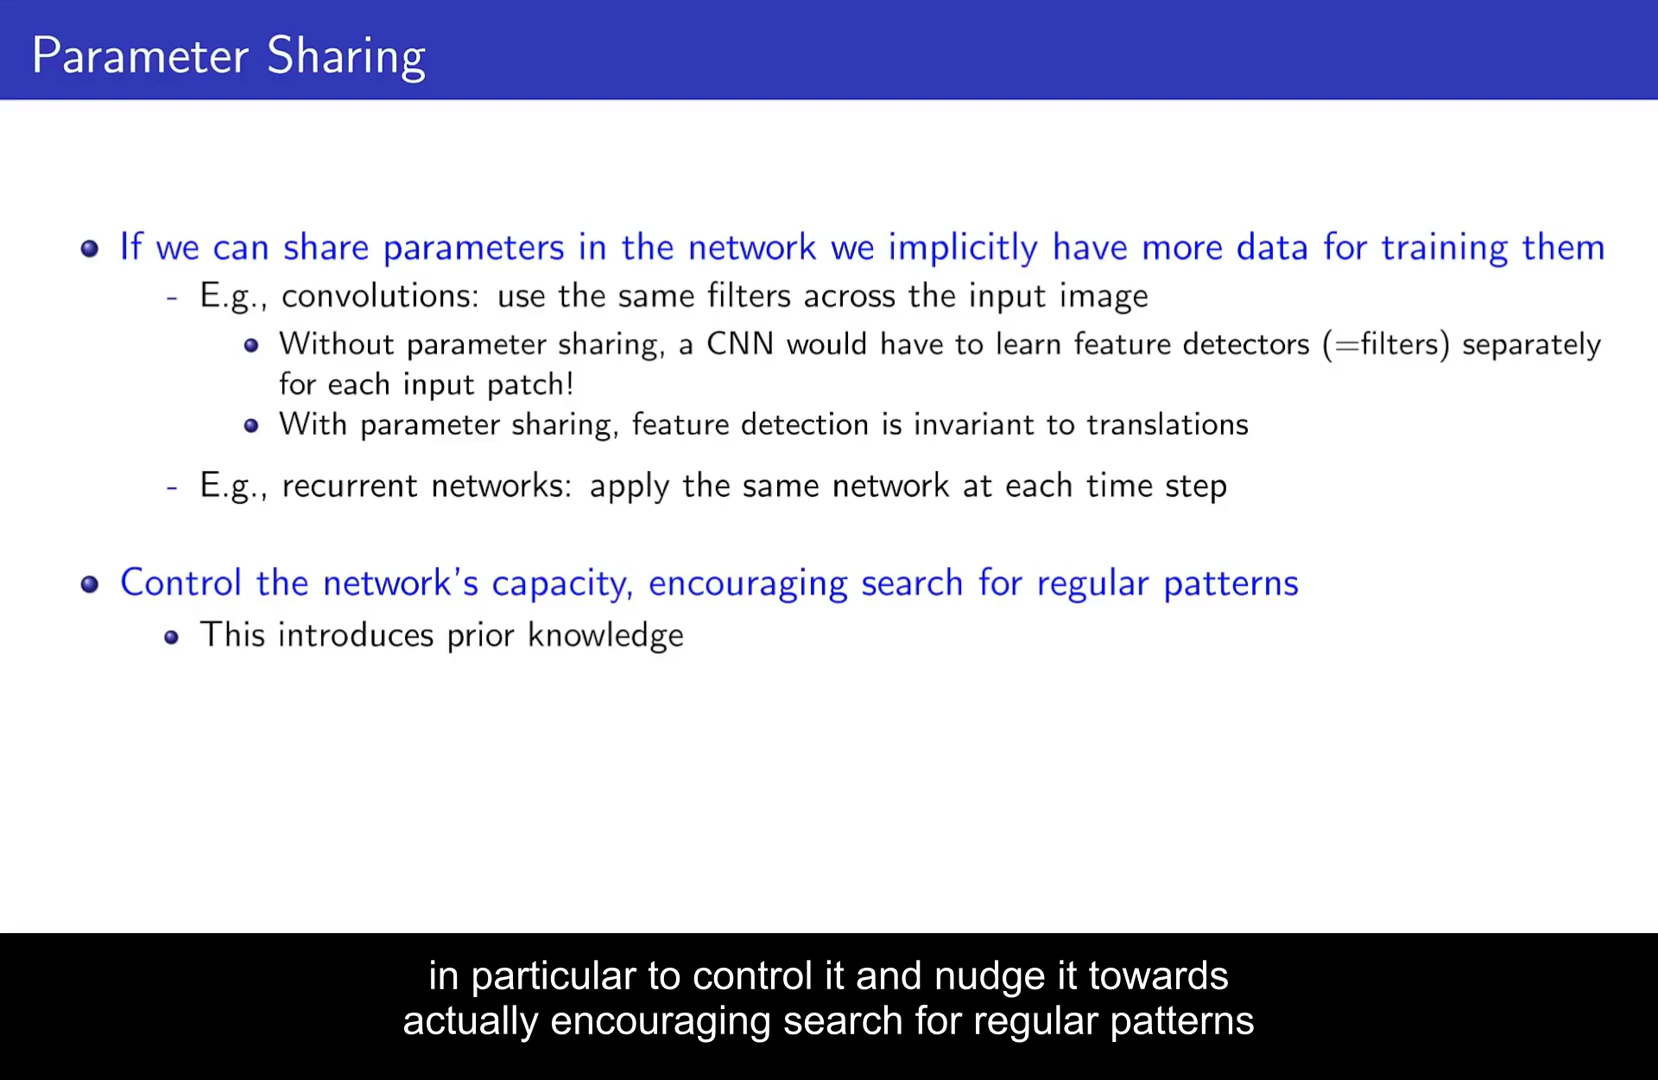 Parameter Sharing
If we can share parameters in the network we implicitly have more data for training them
- E.g., convolutions: use the same filters across the input image
Without parameter sharing, a CNN would have to learn feature detectors (=filters) separately
for each input patch!
With parameter sharing, feature detection is invariant to translations
- E.g., recurrent networks: apply the same network at each time step
Control the network's capacity, encouraging search for regular patterns
This introduces prior knowledge
in particular to control it and nudge it towards
actually encouraging search for regular patterns